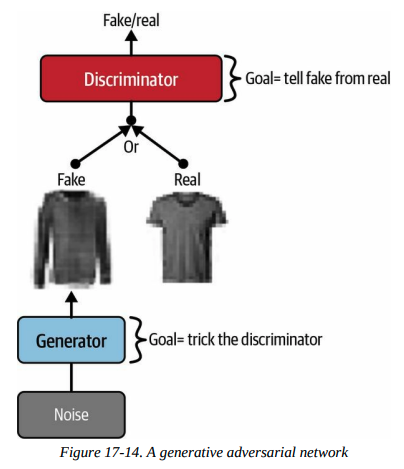 Fake/real
Discriminator
Goal= tell fake from real
Or
Fake
Real
Generator
Goal= trick the discriminator
Noise
Figure 17-14. A generative adversarial network